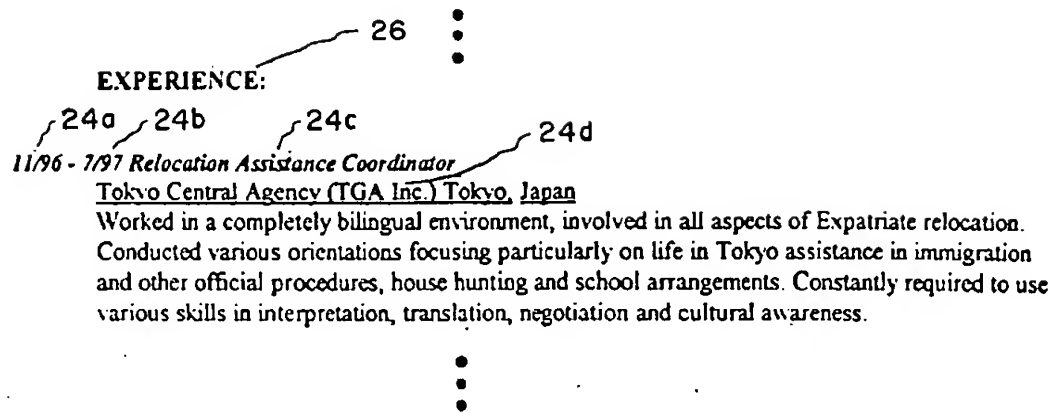 26
EXPERIENCE:
24a 24b 24c 24d
11/96 - 7/97 Relocation Assistance Coordinator
Tokyo Central Agency (TGA Inc.) Tokyo, Japan
Worked in a completely bilingual environment, involved in all aspects of Expatriate relocation.
Conducted various orientations focusing particularly on life in Tokyo assistance in immigration
and other official procedures, house hunting and school arrangements. Constantly required to use
various skills in interpretation, translation, negotiation and cultural awareness.